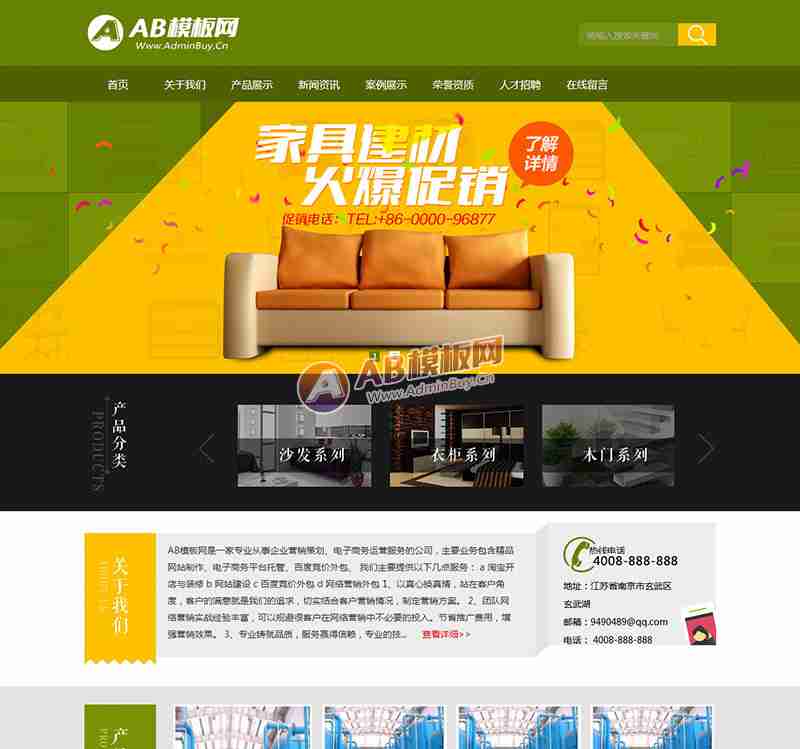 AB模板网
Www.AdminBuy.Cn
请输入搜索关键词
首页 关于我们 产品展示 新闻资讯 案例展示 荣誉资质 人才招聘 在线留言
家具建材
火爆促销
了解
详情
促销电话：TEL:+86-0000-96877
1
AB模板网
Www.AdminBuy.Cn
产品分类
PRODUCTS
沙发系列 衣柜系列 木门系列
关于我们
AB模板网是一家专业从事企业营销策划、电子商务运营服务的公司，主要业务包含精品
网站制作、电子商务平台托管、百度竞价外包、 我们主要提供以下几点服务： a 淘宝开
店与装修 b 网站建设 c 百度竞价外包 d 网络营销外包 1、以真心换真情，站在客户角
度，客户的满意就是我们的追求，切实结合客户营销情况，制定营销方案。 2、团队网
络营销实战经验丰富，可以规避很客户在网络营销中不必要的投入。节省推广费用，增
强营销效果。 3、专业铸就品质，服务赢得信赖，专业的技... 查看详细>>
热线电话
4008-888-888
地址：江苏省南京市玄武区
玄武湖
邮箱：9490489@qq.com
电话： 4008-888-888
产
PRO